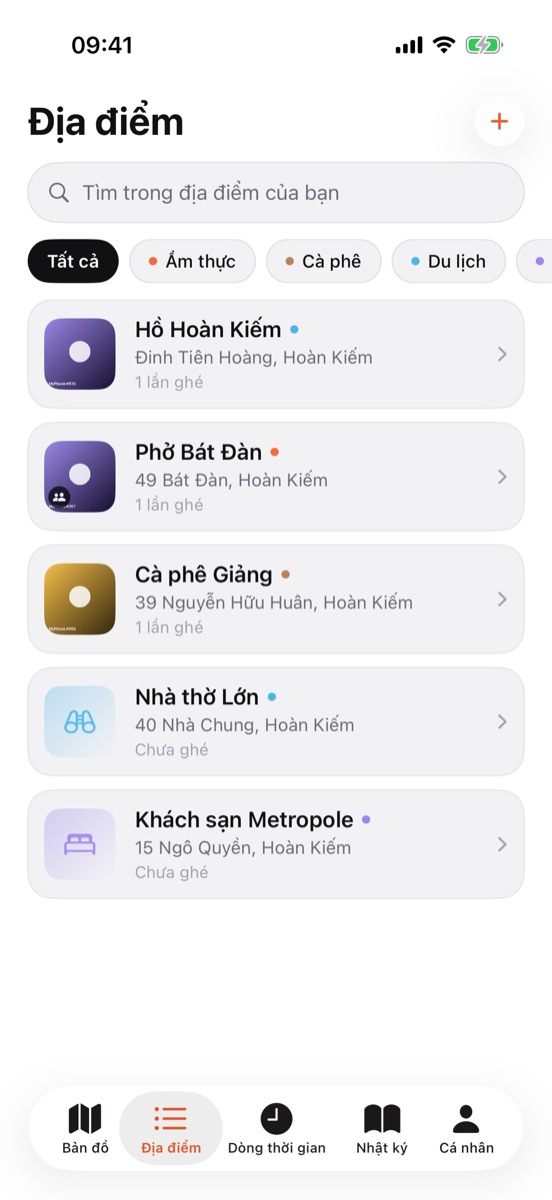 09:41
Địa điểm
Tìm trong địa điểm của bạn
Tất cả
Ẩm thực
Cà phê
Du lịch
Hồ Hoàn Kiếm
Đinh Tiên Hoàng, Hoàn Kiếm
1 lần ghé
Phở Bát Đàn
49 Bát Đàn, Hoàn Kiếm
1 lần ghé
Cà phê Giảng
39 Nguyễn Hữu Huân, Hoàn Kiếm
1 lần ghé
Nhà thờ Lớn
40 Nhà Chung, Hoàn Kiếm
Chưa ghé
Khách sạn Metropole
15 Ngô Quyền, Hoàn Kiếm
Chưa ghé
Bản đồ
Địa điểm
Dòng thời gian
Nhật ký
Cá nhân